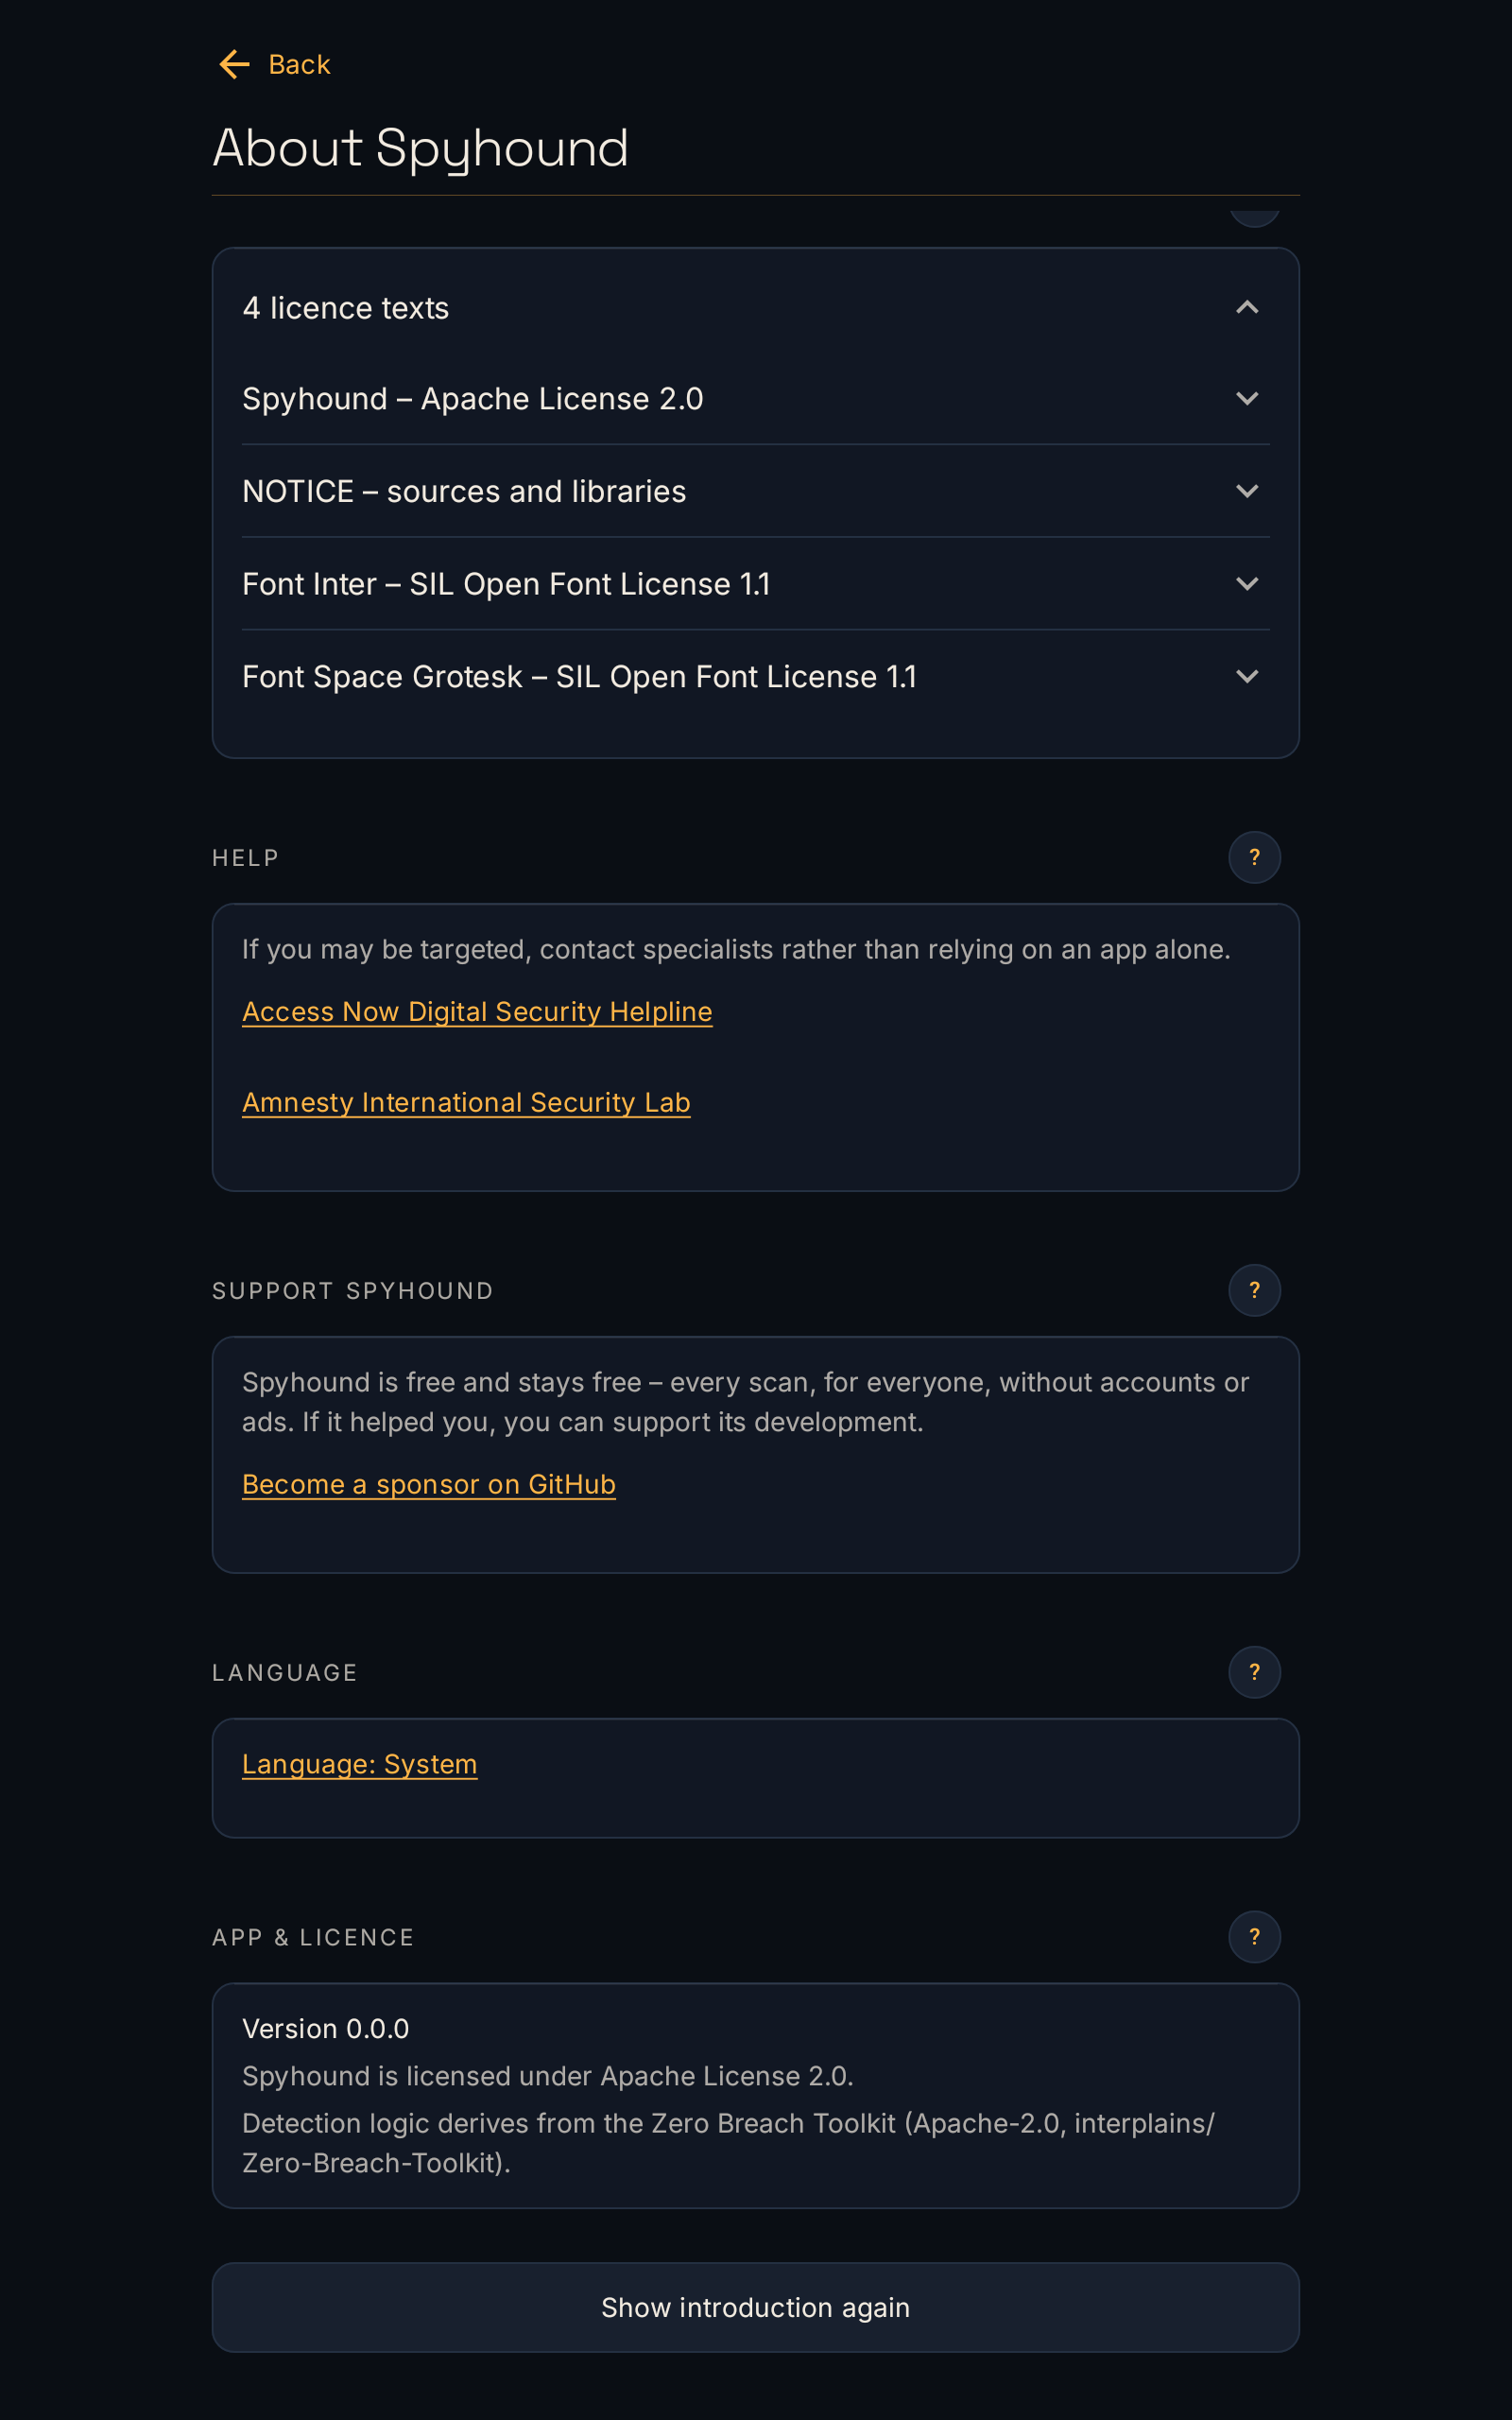 Back
About Spyhound
4 licence texts
Spyhound – Apache License 2.0
NOTICE – sources and libraries
Font Inter – SIL Open Font License 1.1
Font Space Grotesk – SIL Open Font License 1.1
HELP
?
If you may be targeted, contact specialists rather than relying on an app alone.
Access Now Digital Security Helpline
Amnesty International Security Lab
SUPPORT SPYHOUND
?
Spyhound is free and stays free – every scan, for everyone, without accounts or
ads. If it helped you, you can support its development.
Become a sponsor on GitHub
LANGUAGE
?
Language: System
APP & LICENCE
?
Version 0.0.0
Spyhound is licensed under Apache License 2.0.
Detection logic derives from the Zero Breach Toolkit (Apache-2.0, interplains/
Zero-Breach-Toolkit).
Show introduction again